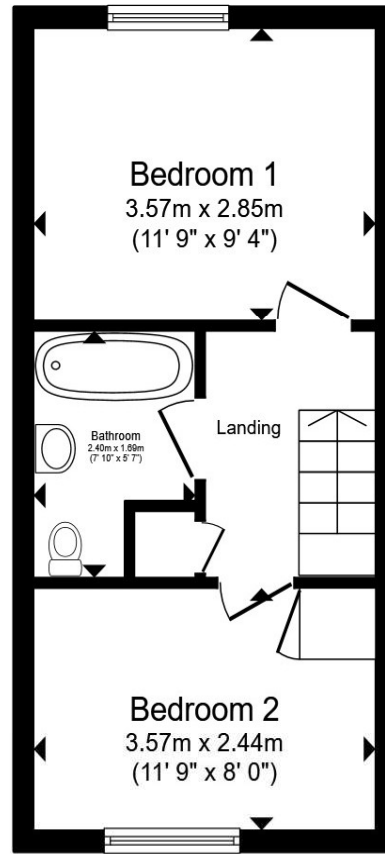 Bedroom 1
3.57m x 2.85m
(11' 9" x 9' 4")
Bathroom
2.40m x 1.69m
(7' 10" x 5' 7")
Landing
Bedroom 2
3.57m x 2.44m
(11' 9" x 8' 0")